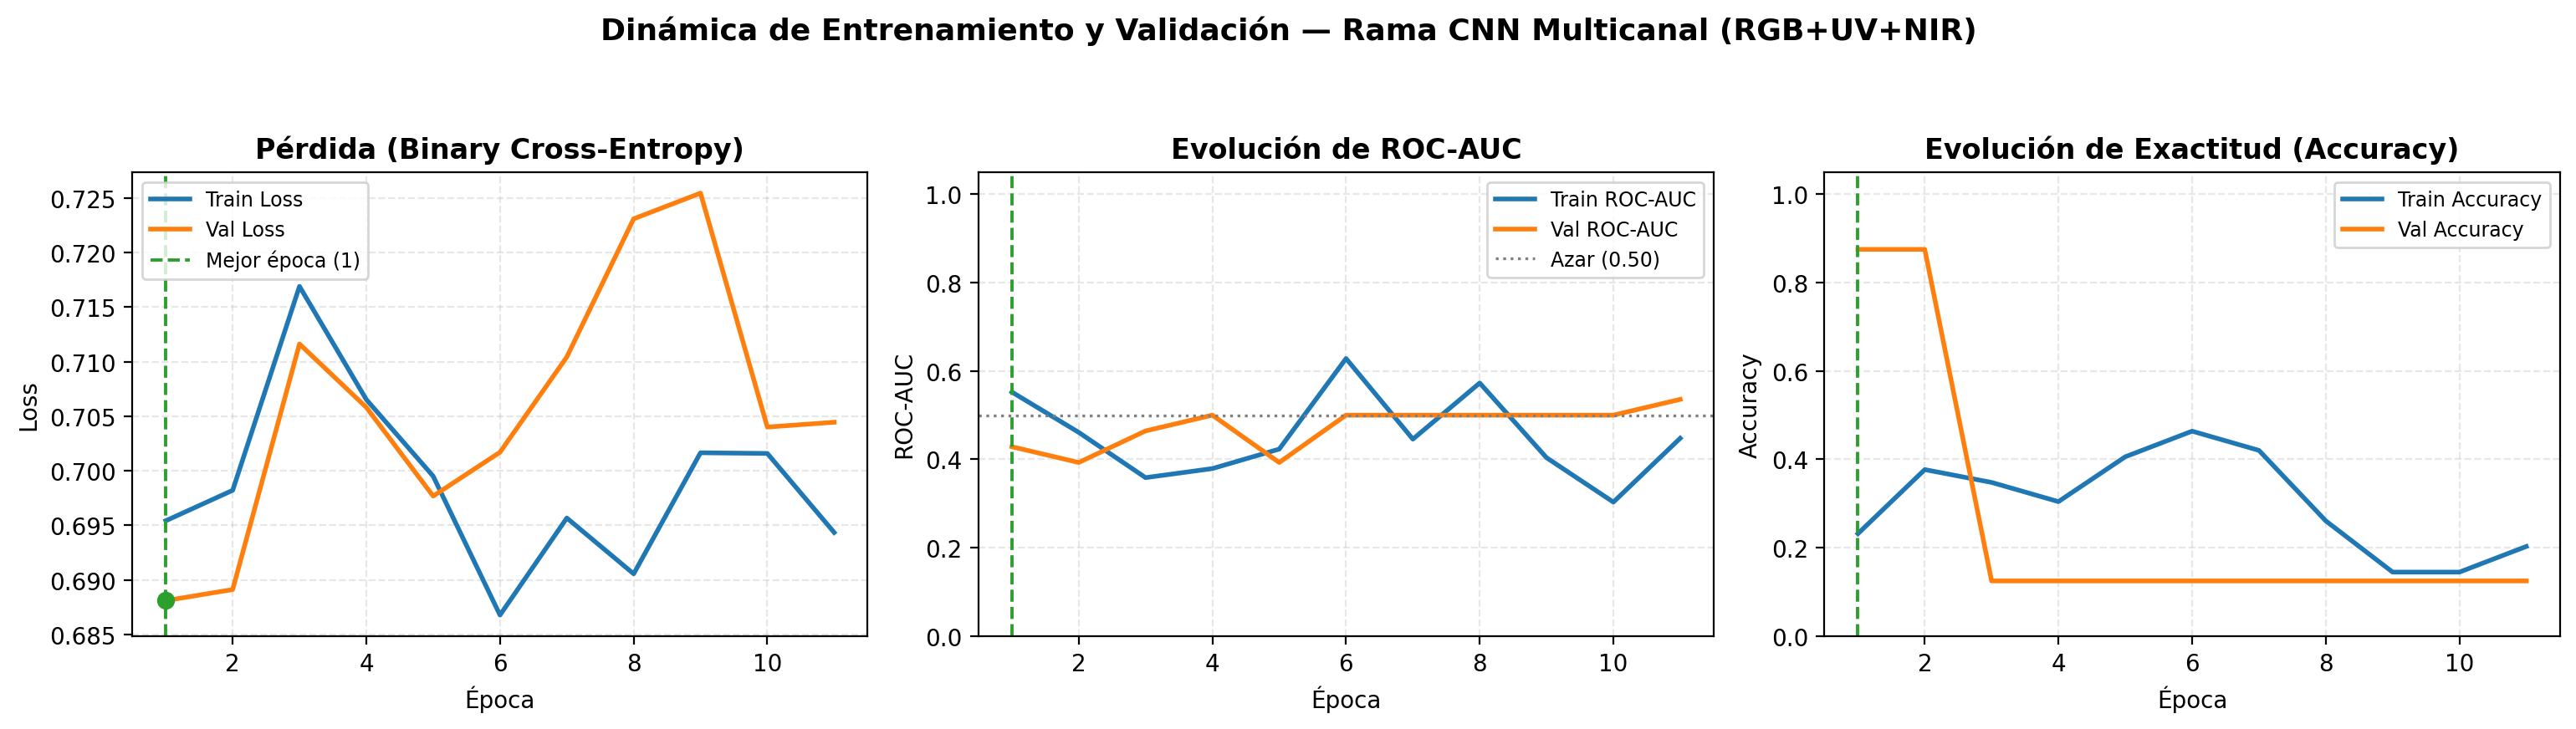 Dinámica de Entrenamiento y Validación — Rama CNN Multicanal (RGB+UV+NIR)
Pérdida (Binary Cross-Entropy)
Train Loss
Val Loss
Mejor época (1)
0.725
0.720
0.715
0.710
0.705
0.700
0.695
0.690
0.685
Loss
2 4 6 8 10
Época
Evolución de ROC-AUC
Train ROC-AUC
Val ROC-AUC
Azar (0.50)
1.0
0.8
0.6
0.4
0.2
0.0
ROC-AUC
2 4 6 8 10
Época
Evolución de Exactitud (Accuracy)
Train Accuracy
Val Accuracy
1.0
0.8
0.6
0.4
0.2
0.0
Accuracy
2 4 6 8 10
Época